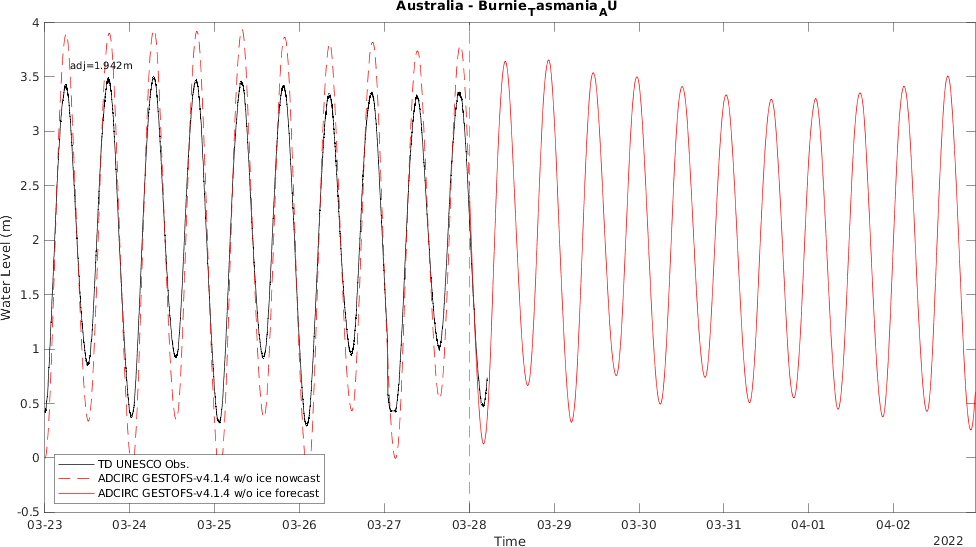 Australia - Burnie_Tasmania_AU
4
adj=1.942m
3.5
3
2.5
2
1.5
1
0.5
0
-0.5
Water Level (m)
TD UNESCO Obs.
ADCIRC GESTOFS-v4.1.4 w/o ice nowcast
ADCIRC GESTOFS-v4.1.4 w/o ice forecast
03-23 03-24 03-25 03-26 03-27 03-28 03-29 03-30 03-31 04-01 04-02
Time
2022